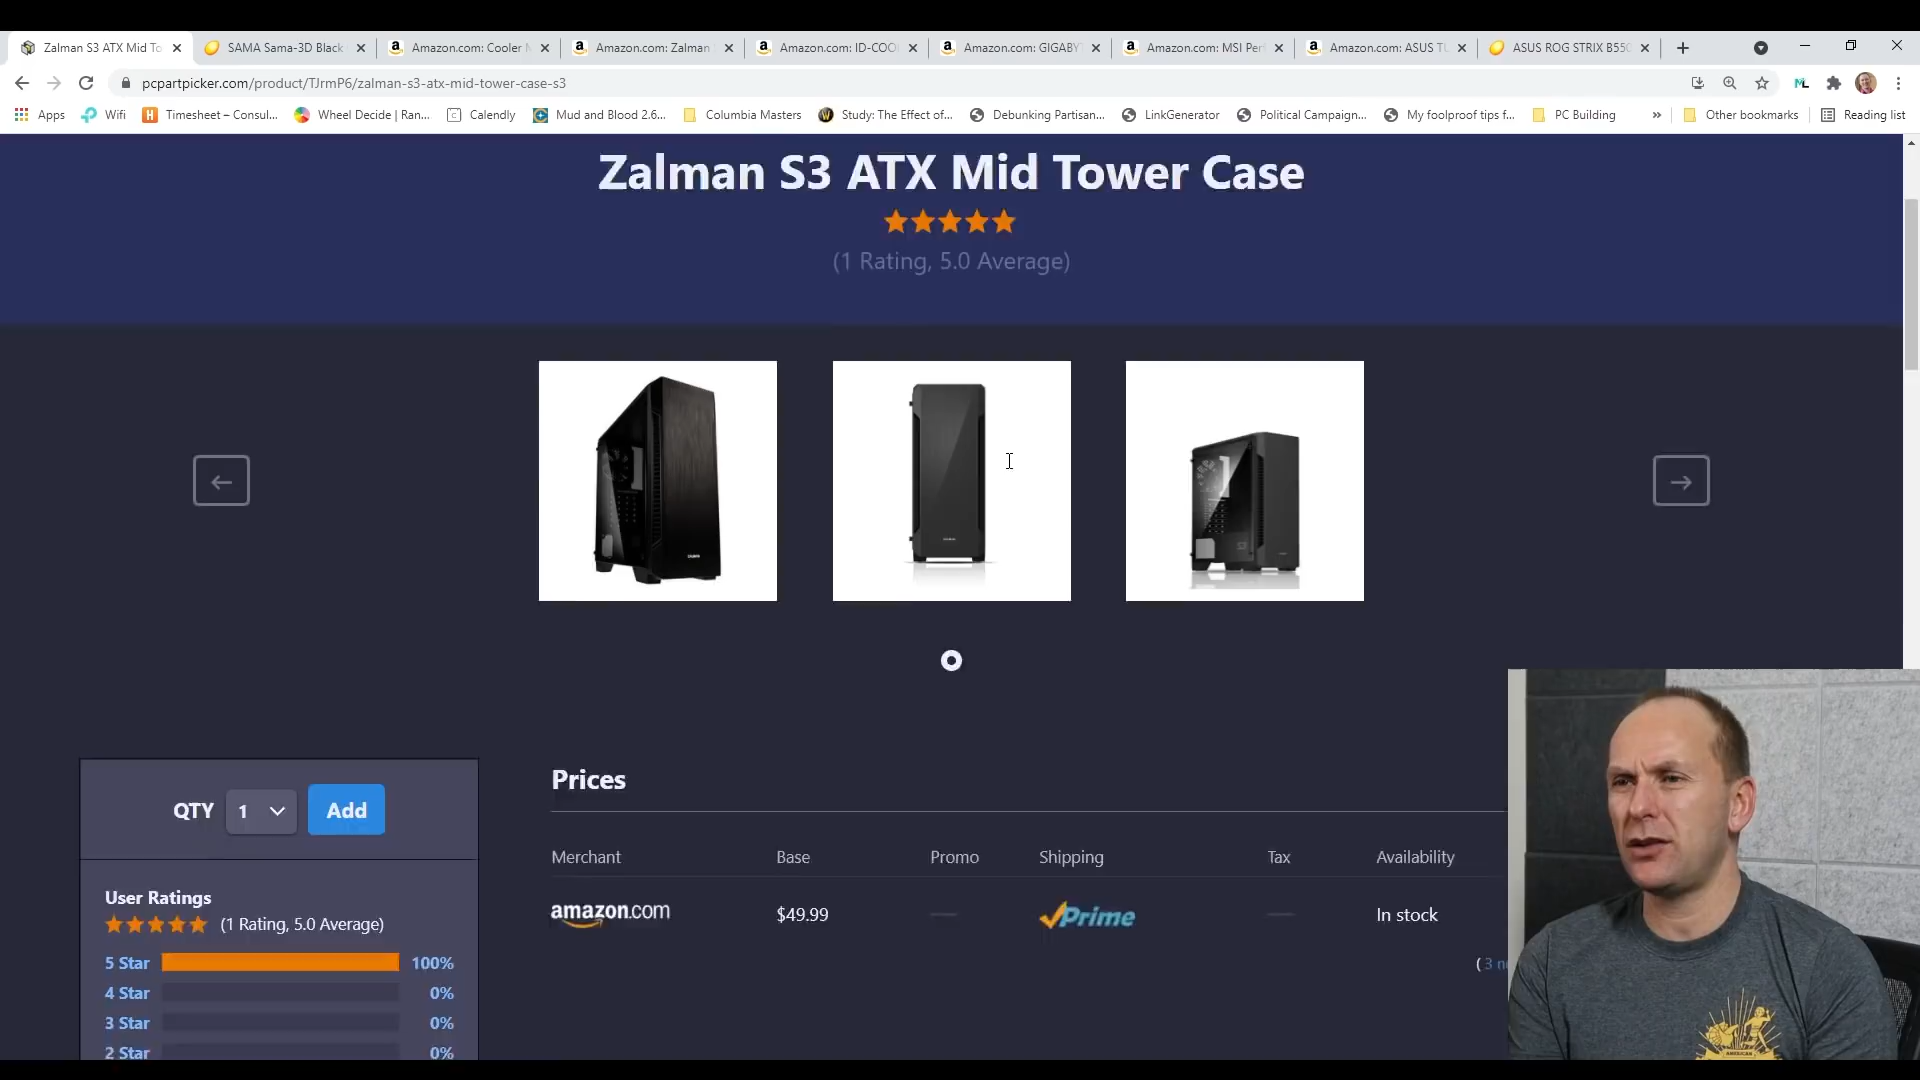 Zalman S3 ATX Mid To
SAMA Sama-3D Black
Amazon.com: Cooler
Amazon.com: Zalman
Amazon.com: ID-COO
Amazon.com: GIGABY
Amazon.com: MSI Per
Amazon.com: ASUS TU
ASUS ROG STRIX B550
pcpartpicker.com/product/TJrmP6/zalman-s3-atx-mid-tower-case-s3
Apps
Wifi
Timesheet – Consul...
Wheel Decide | Ran...
Calendly
Mud and Blood 2.6...
Columbia Masters
Study: The Effect of...
Debunking Partisan...
LinkGenerator
Political Campaign...
My foolproof tips f...
PC Building
»
Other bookmarks
Reading list
Zalman S3 ATX Mid Tower Case
(1 Rating, 5.0 Average)
QTY 1 Add
User Ratings
(1 Rating, 5.0 Average)
5 Star 100%
4 Star 0%
3 Star 0%
2 Star 0%
Prices
Merchant Base Promo Shipping Tax Availability
amazon.com $49.99 — Prime — In stock
( 3
AMERICAN